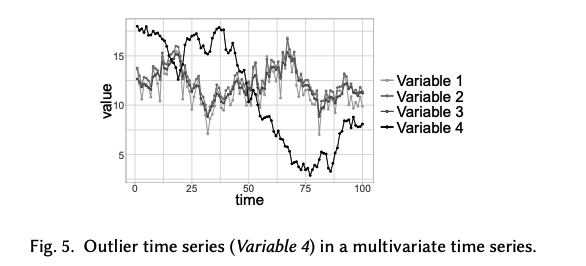 value
15
10
5
0
25
50
75
100
time
Variable 1
Variable 2
Variable 3
Variable 4
Fig. 5. Outlier time series (Variable 4) in a multivariate time series.